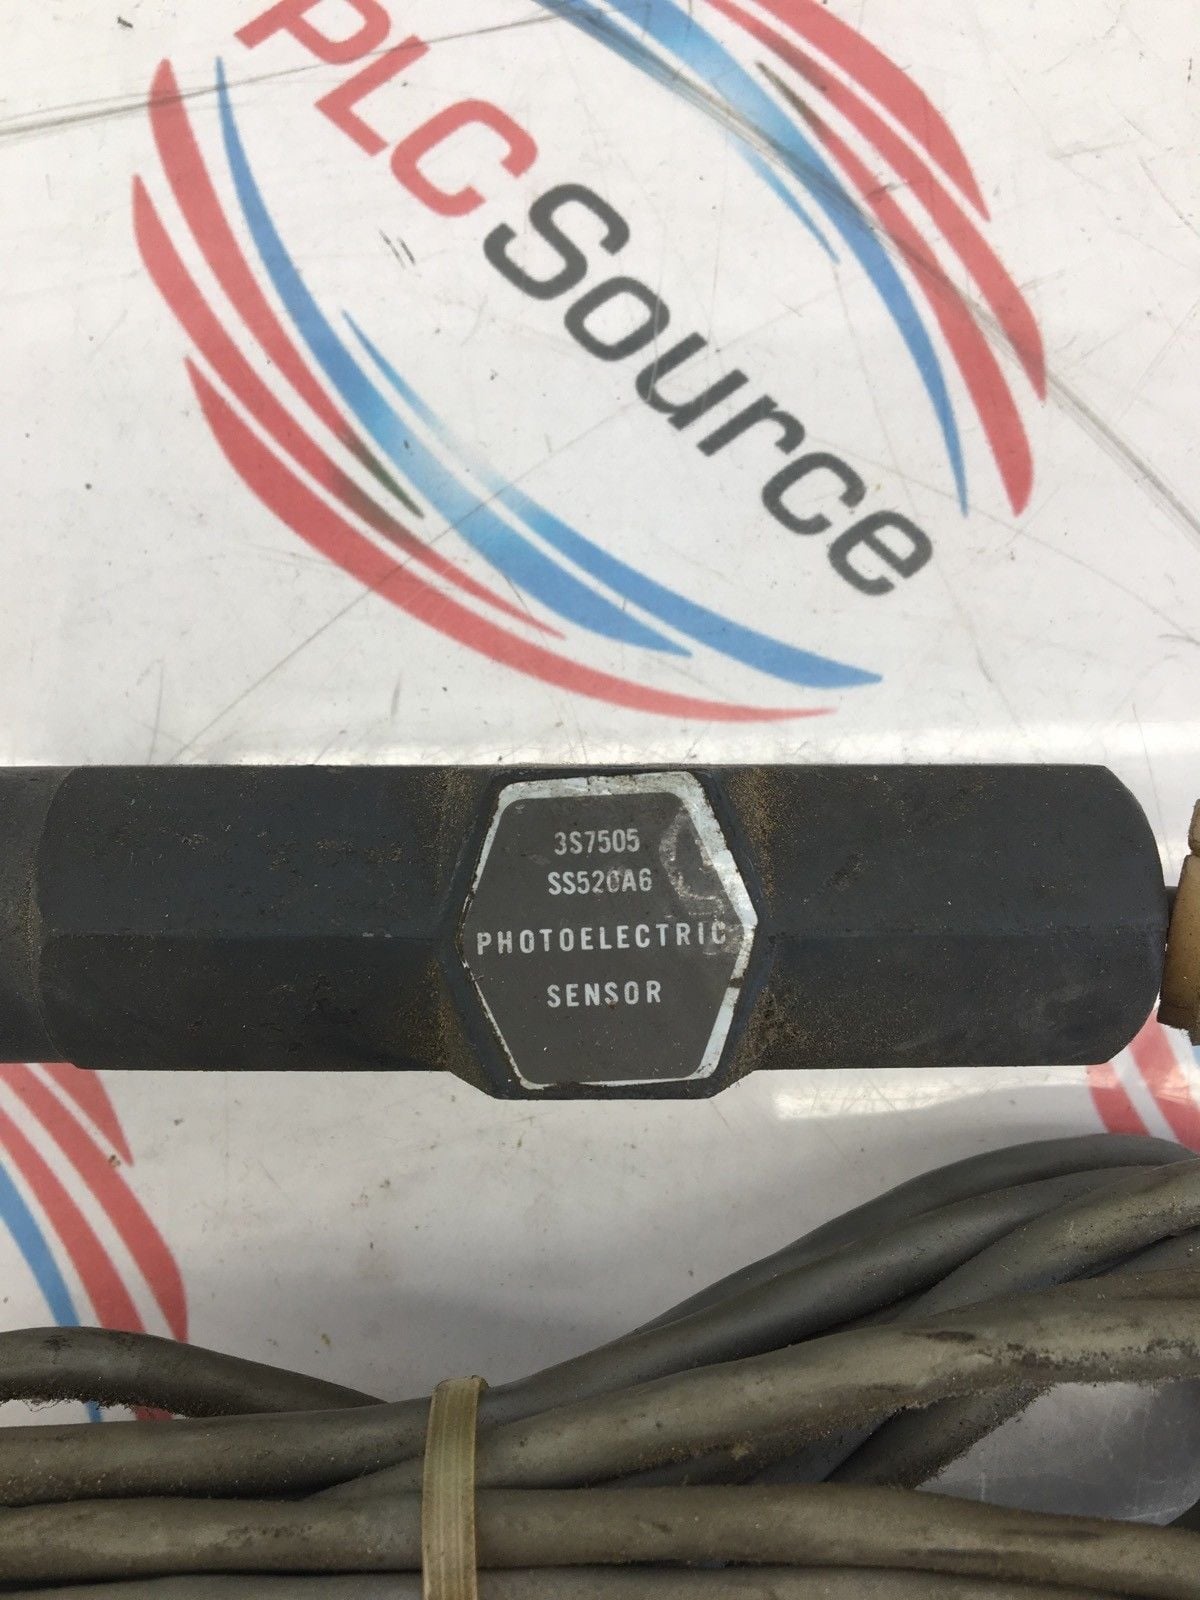 PLC Source
3S7505
SS520A6
PHOTOELECTRIC
SENSOR